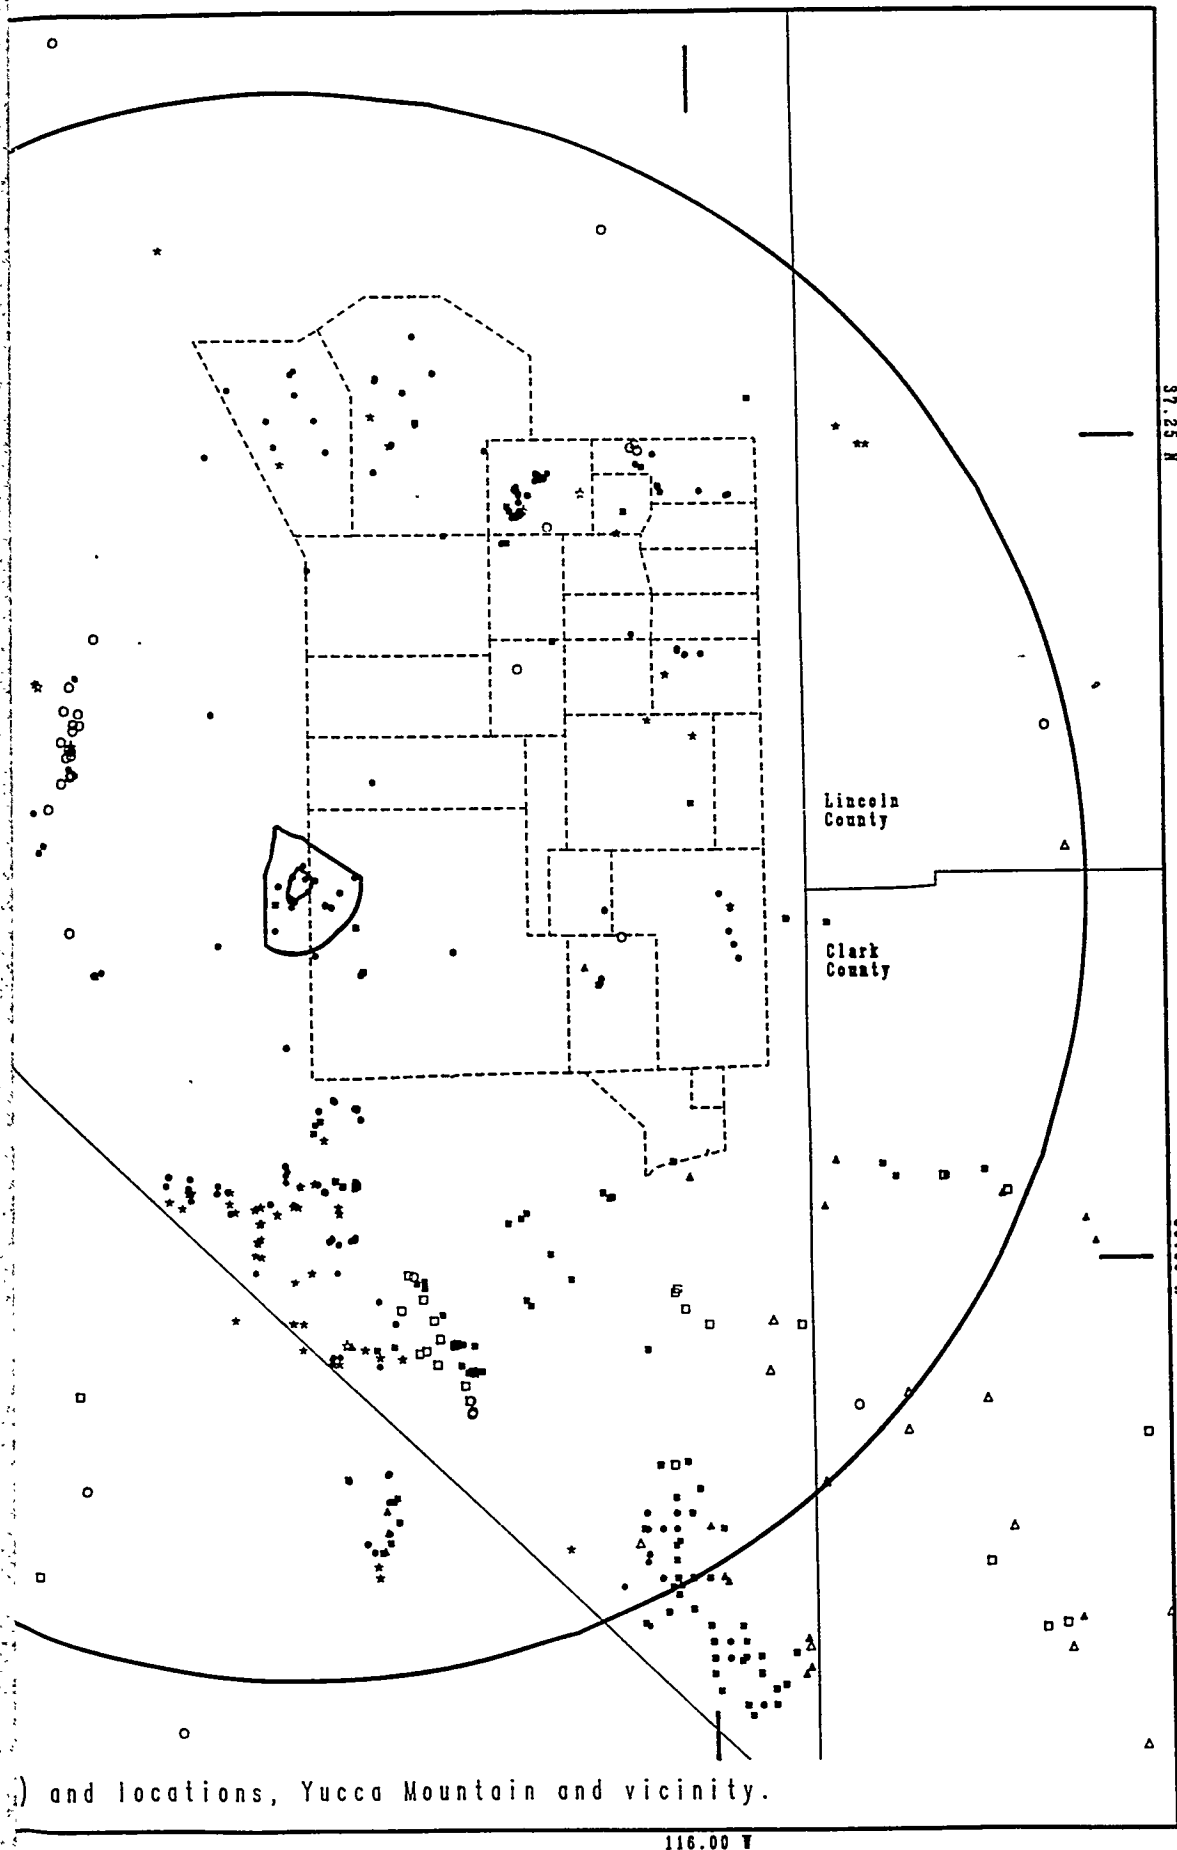 37.25 N
Lincoln
County
Clark
County
) and locations, Yucca Mountain and vicinity.
116.00 W